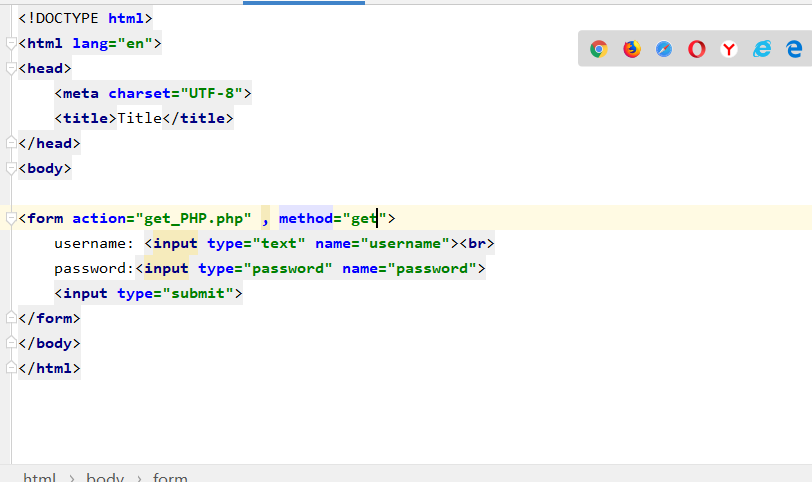 <!DOCTYPE html>
<html lang="en">
<head>
    <meta charset="UTF-8">
    <title>Title</title>
</head>
<body>

<form action="get_PHP.php" , method="get">
    username: <input type="text" name="username"><br>
    password:<input type="password" name="password">
    <input type="submit">
</form>
</body>
</html>
html › body › form